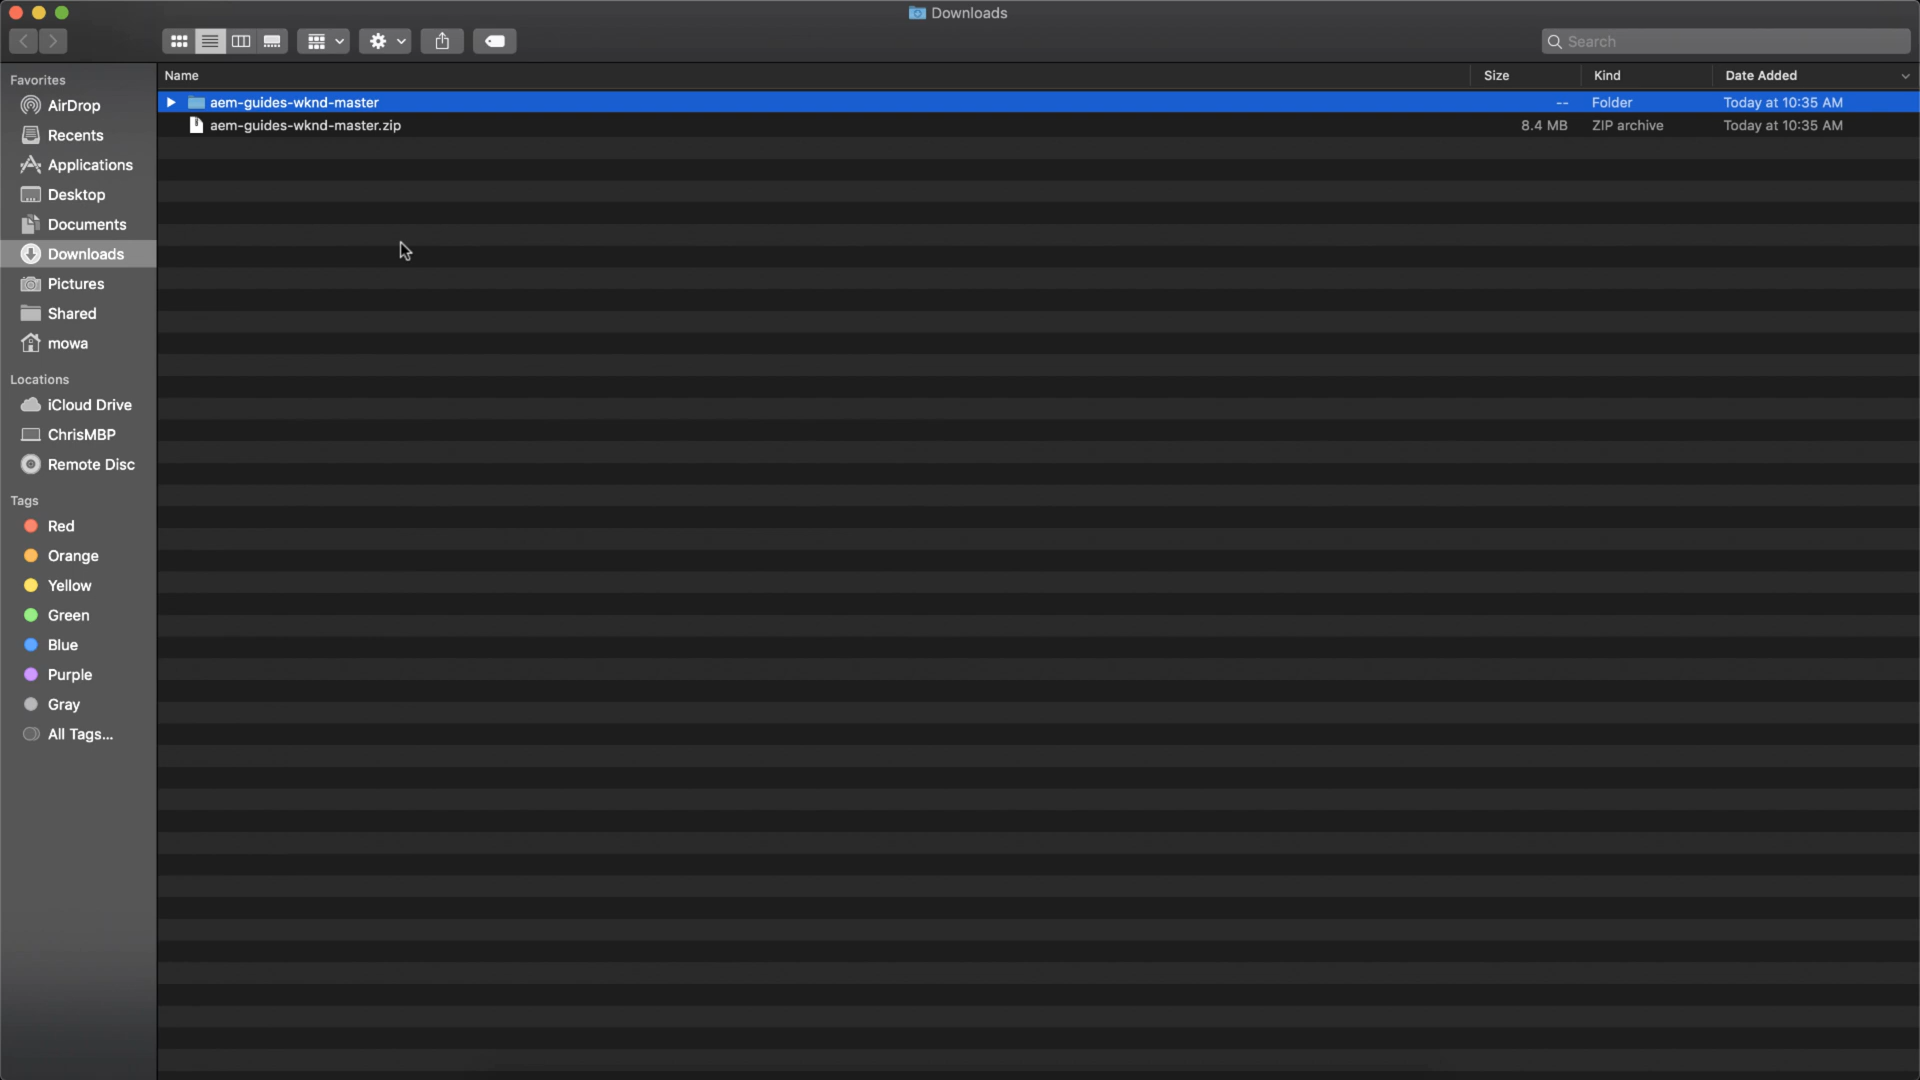 Downloads
Search
Favorites
AirDrop
Recents
Applications
Desktop
Documents
Downloads
Pictures
Shared
mowa
Locations
iCloud Drive
ChrisMBP
Remote Disc
Tags
Red
Orange
Yellow
Green
Blue
Purple
Gray
All Tags...
Name Size Kind Date Added
aem-guides-wknd-master -- Folder Today at 10:35 AM
aem-guides-wknd-master.zip 8.4 MB ZIP archive Today at 10:35 AM